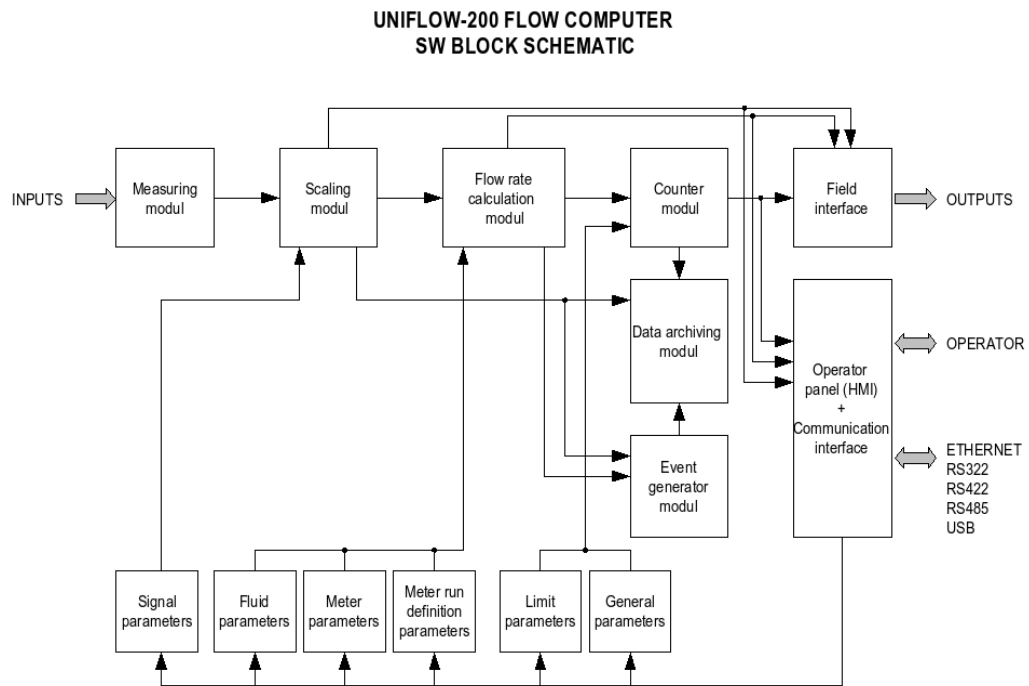 UNIFLOW-200 FLOW COMPUTER
SW BLOCK SCHEMATIC
INPUTS
Measuring
modul
Scaling
modul
Flow rate
calculation
modul
Counter
modul
Field
interface
OUTPUTS
Data archiving
modul
Operator
panel (HMI)
+
Communication
interface
OPERATOR
ETHERNET
RS322
RS422
RS485
USB
Event
generator
modul
Signal
parameters
Fluid
parameters
Meter
parameters
Meter run
definition
parameters
Limit
parameters
General
parameters